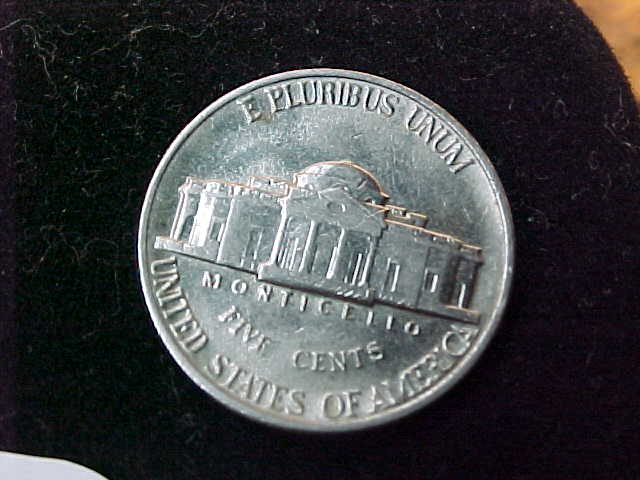 E PLURIBUS UNUM
MONTICELLO
FIVE CENTS
UNITED STATES OF AMERICA